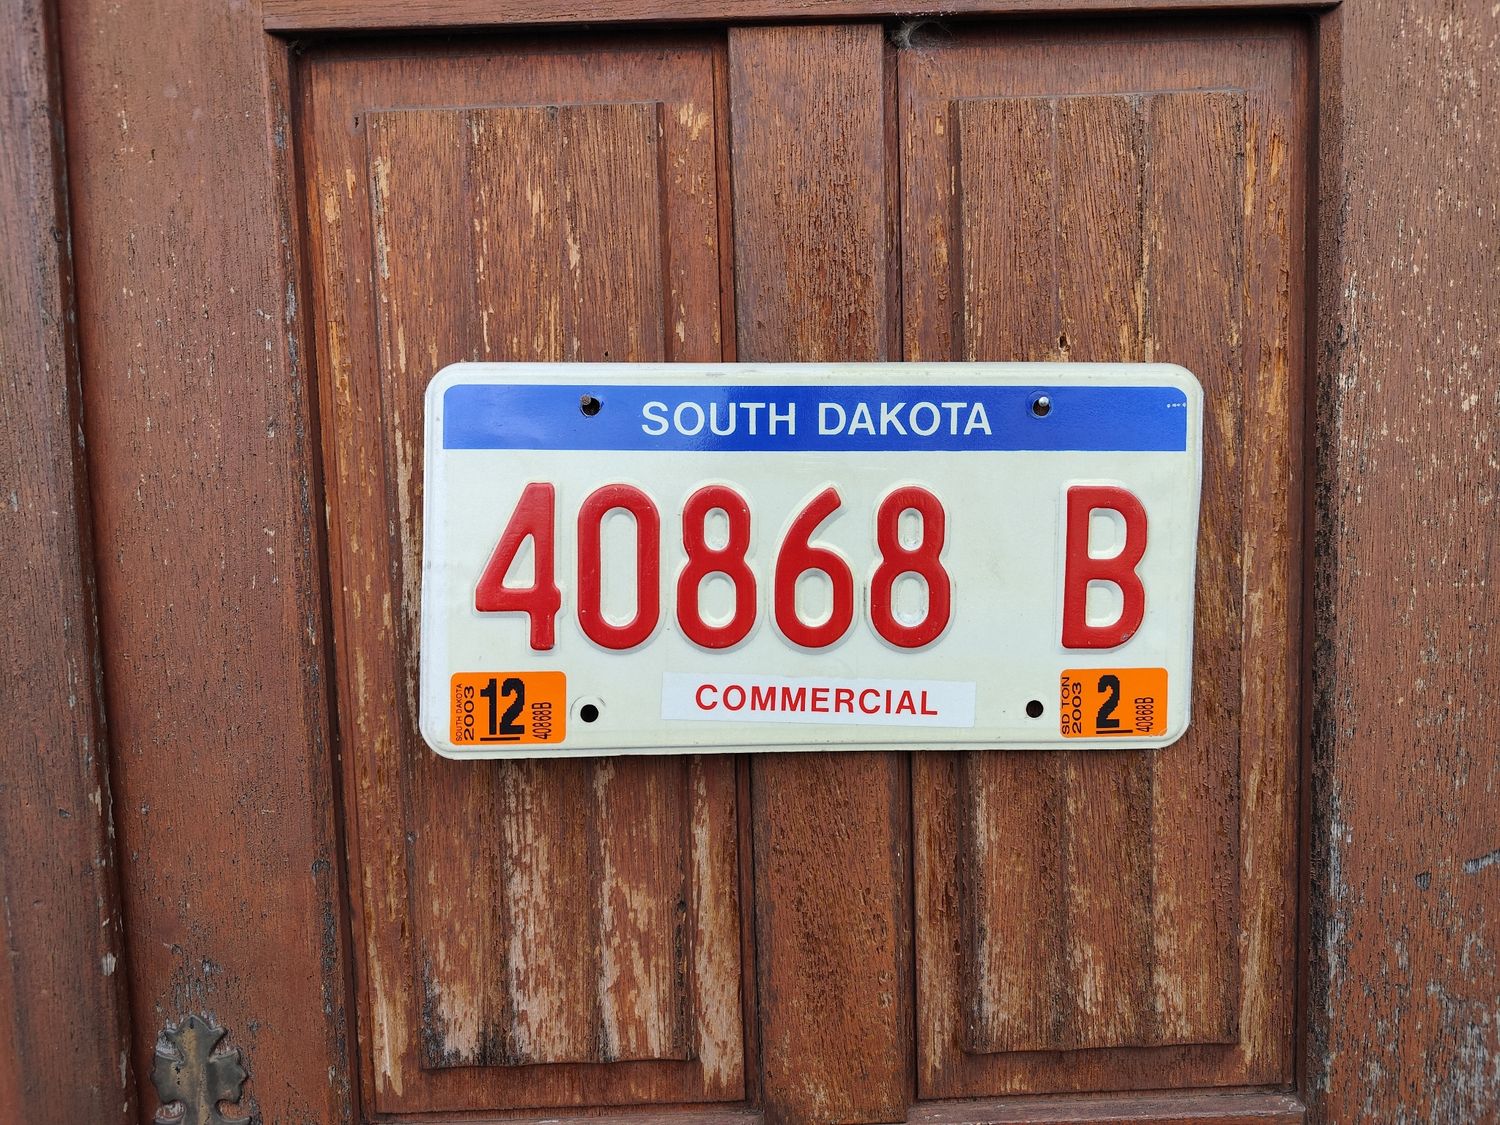 SOUTH DAKOTA
40868 B
SOUTH DAKOTA
2003
12
40868B
COMMERCIAL
SD TON
2003
2
40868B